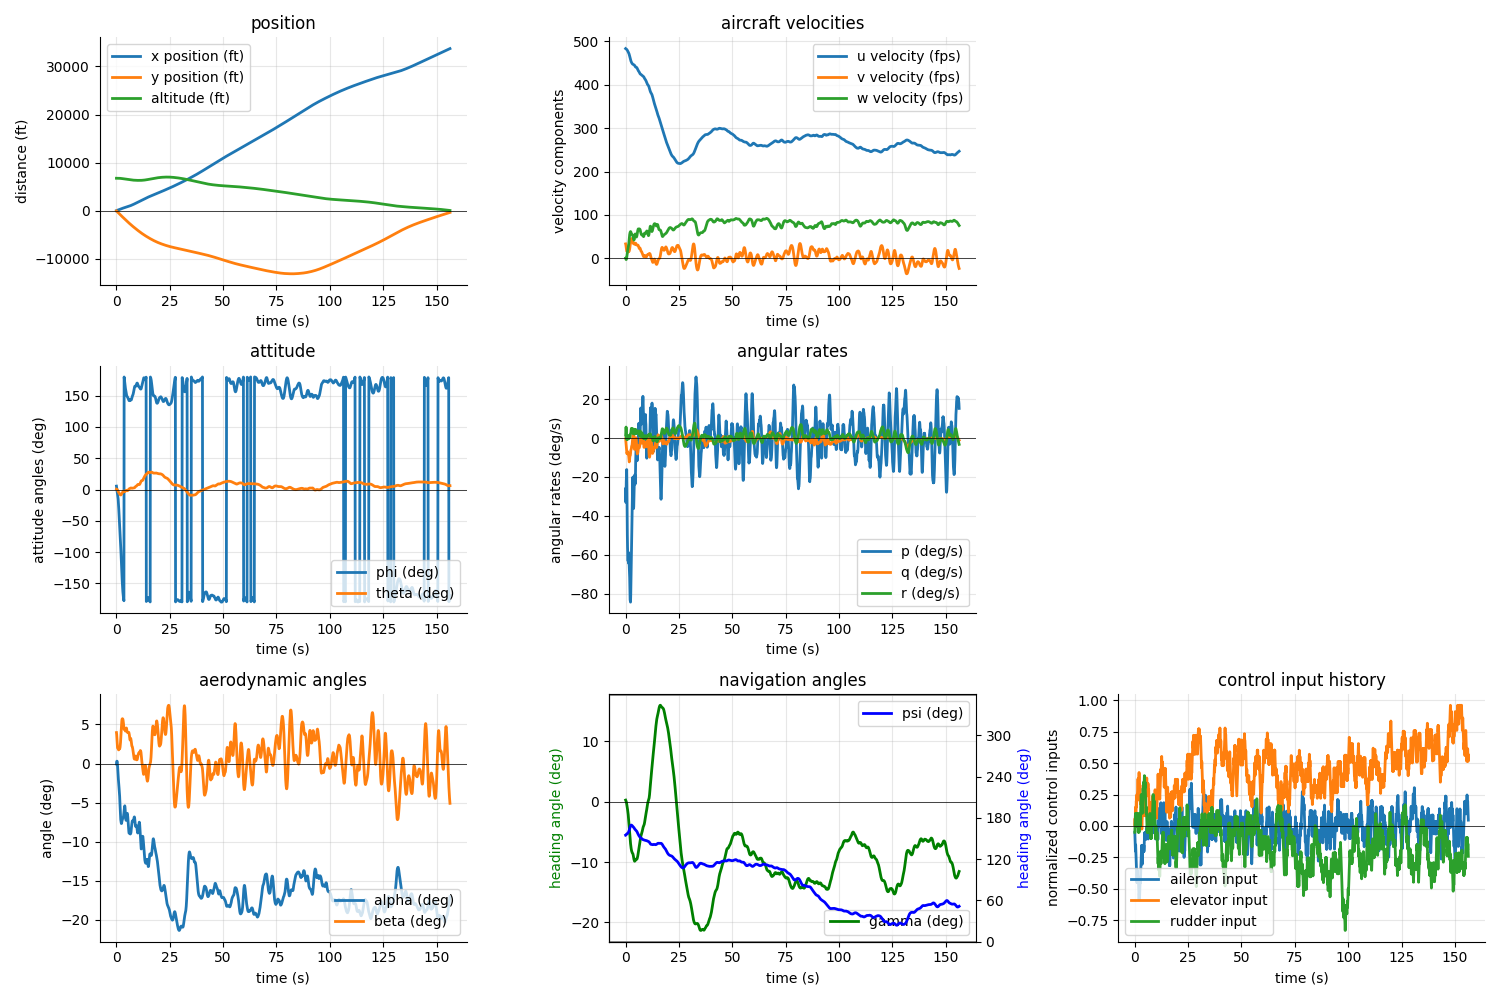 position
x position (ft)
y position (ft)
altitude (ft)
distance (ft)
30000
20000
10000
0
−10000
0 25 50 75 100 125 150
time (s)
aircraft velocities
u velocity (fps)
v velocity (fps)
w velocity (fps)
velocity components
500
400
300
200
100
0
0 25 50 75 100 125 150
time (s)
attitude
attitude angles (deg)
150
100
50
0
−50
−100
−150
phi (deg)
theta (deg)
0 25 50 75 100 125 150
time (s)
angular rates
angular rates (deg/s)
20
0
−20
−40
−60
−80
p (deg/s)
q (deg/s)
r (deg/s)
0 25 50 75 100 125 150
time (s)
aerodynamic angles
angle (deg)
5
0
−5
−10
−15
−20
alpha (deg)
beta (deg)
0 25 50 75 100 125 150
time (s)
navigation angles
psi (deg)
heading angle (deg)
10
0
−10
−20
gamma (deg)
300
240
180
120
60
0
heading angle (deg)
0 25 50 75 100 125 150
time (s)
control input history
normalized control inputs
1.00
0.75
0.50
0.25
0.00
−0.25
−0.50
−0.75
aileron input
elevator input
rudder input
0 25 50 75 100 125 150
time (s)